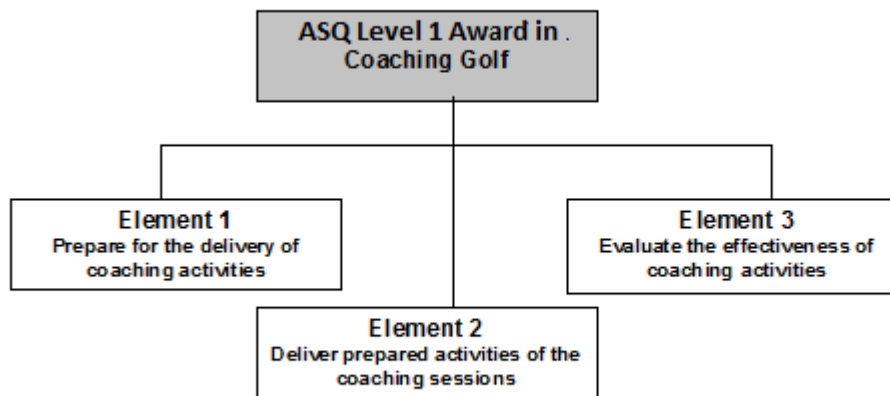 ASQ Level 1 Award in .
Coaching Golf
Element 1
Prepare for the delivery of
coaching activities
Element 3
Evaluate the effectiveness of
coaching activities
Element 2
Deliver prepared activities of the
coaching sessions